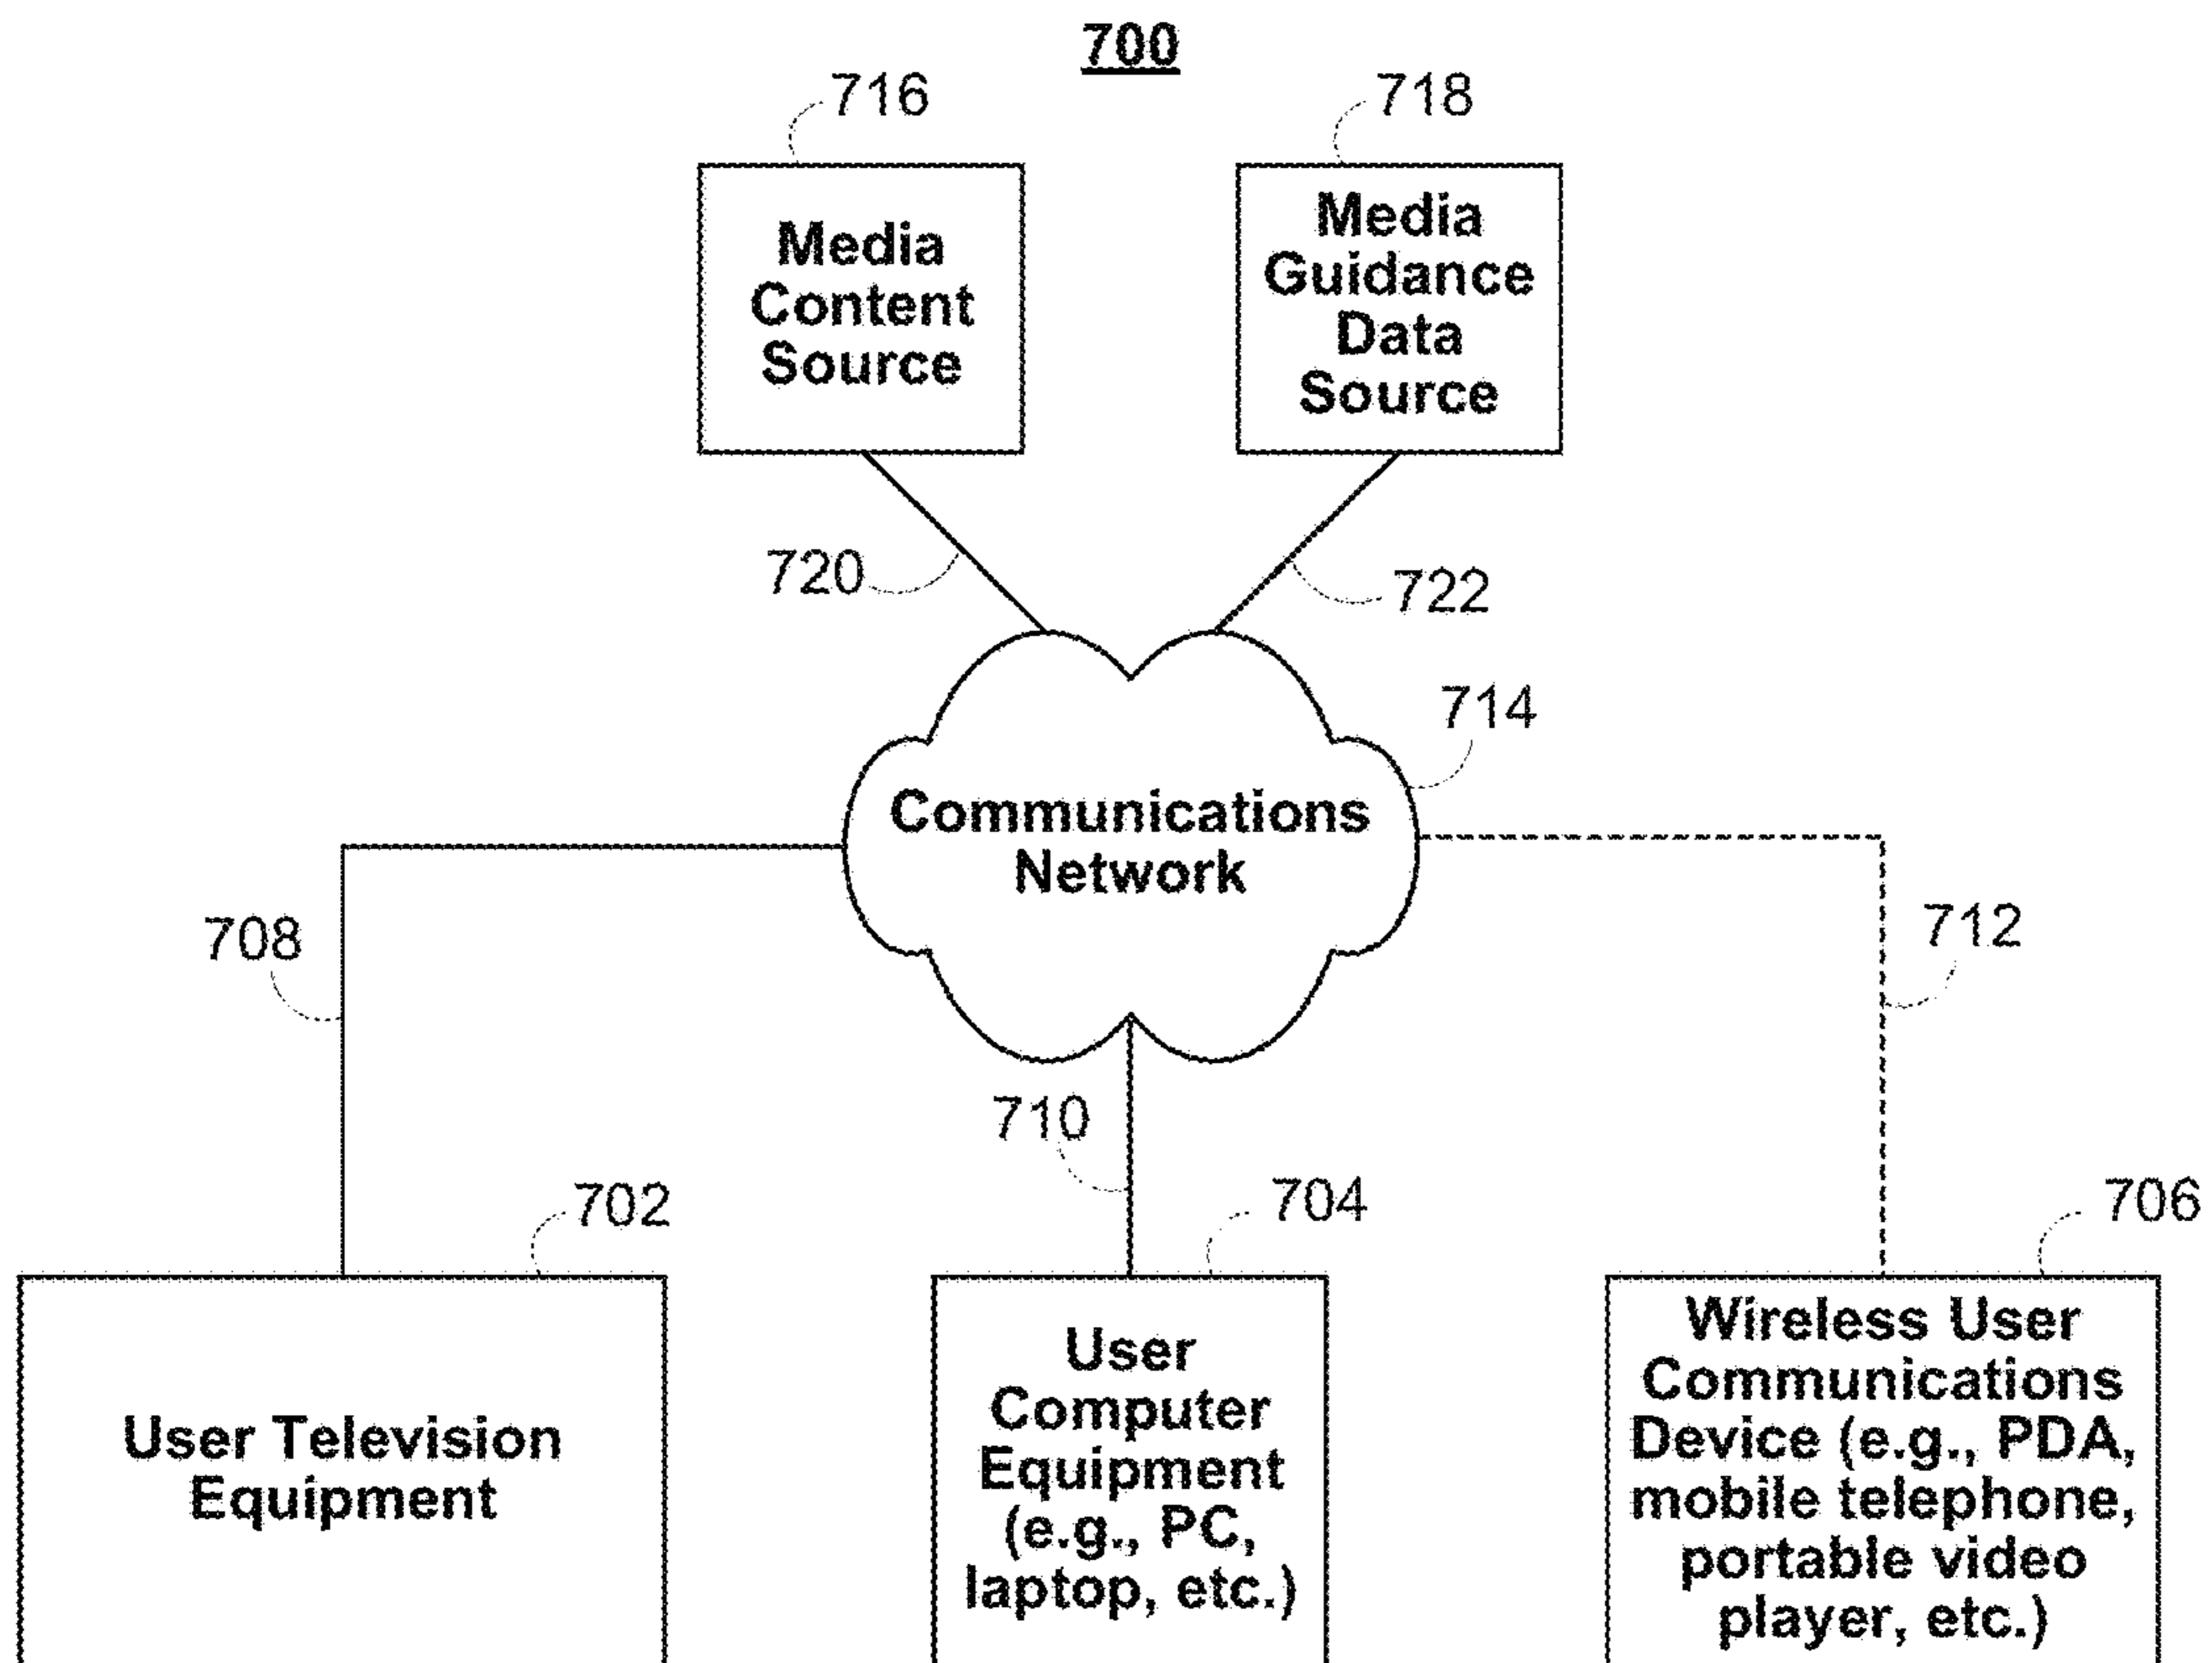 700
716
718
Media
Content
Source
Media
Guidance
Data
Source
720
722
714
Communications
Network
708
712
710
702
704
706
User Television
Equipment
User
Computer
Equipment
(e.g., PC,
laptop, etc.)
Wireless User
Communications
Device (e.g., PDA,
mobile telephone,
portable video
player, etc.)